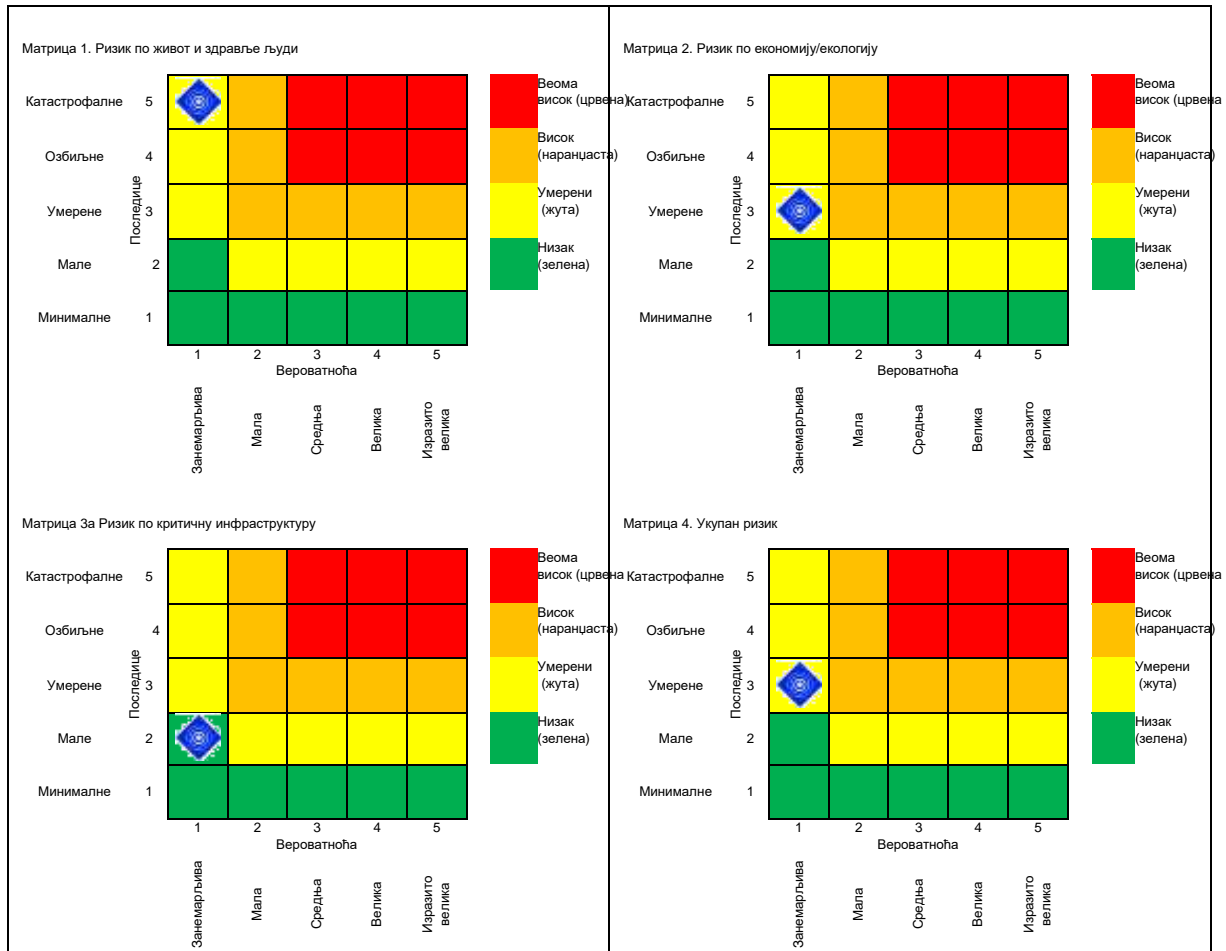 Матрица 1. Ризик по живот и здравље људи
Катастрофалне 5
Озбиљне 4
Умерене 3
Мале 2
Минималне 1
Последице
1 2 3 4 5
Вероватноћа
Занемарљива
Мала
Средња
Велика
Изразито
велика
Веома
висок (црвена)
Висок
(наранџаста)
Умерени
(жута)
Низак
(зелена)
Матрица 2. Ризик по економију/екологију
Катастрофалне 5
Озбиљне 4
Умерене 3
Мале 2
Минималне 1
Последице
1 2 3 4 5
Вероватноћа
Занемарљива
Мала
Средња
Велика
Изразито
велика
Веома
висок (црвена
Висок
(наранџаста)
Умерени
(жута)
Низак
(зелена)
Матрица 3а Ризик по критичну инфраструктуру
Катастрофалне 5
Озбиљне 4
Умерене 3
Мале 2
Минималне 1
Последице
1 2 3 4 5
Вероватноћа
Занемарљива
Мала
Средња
Велика
Изразито
велика
Веома
висок (црвена
Висок
(наранџаста)
Умерени
(жута)
Низак
(зелена)
Матрица 4. Укупан ризик
Катастрофалне 5
Озбиљне 4
Умерене 3
Мале 2
Минималне 1
Последице
1 2 3 4 5
Вероватноћа
Занемарљива
Мала
Средња
Велика
Изразито
велика
Веома
висок (црвена
Висок
(наранџаста)
Умерени
(жута)
Низак
(зелена)